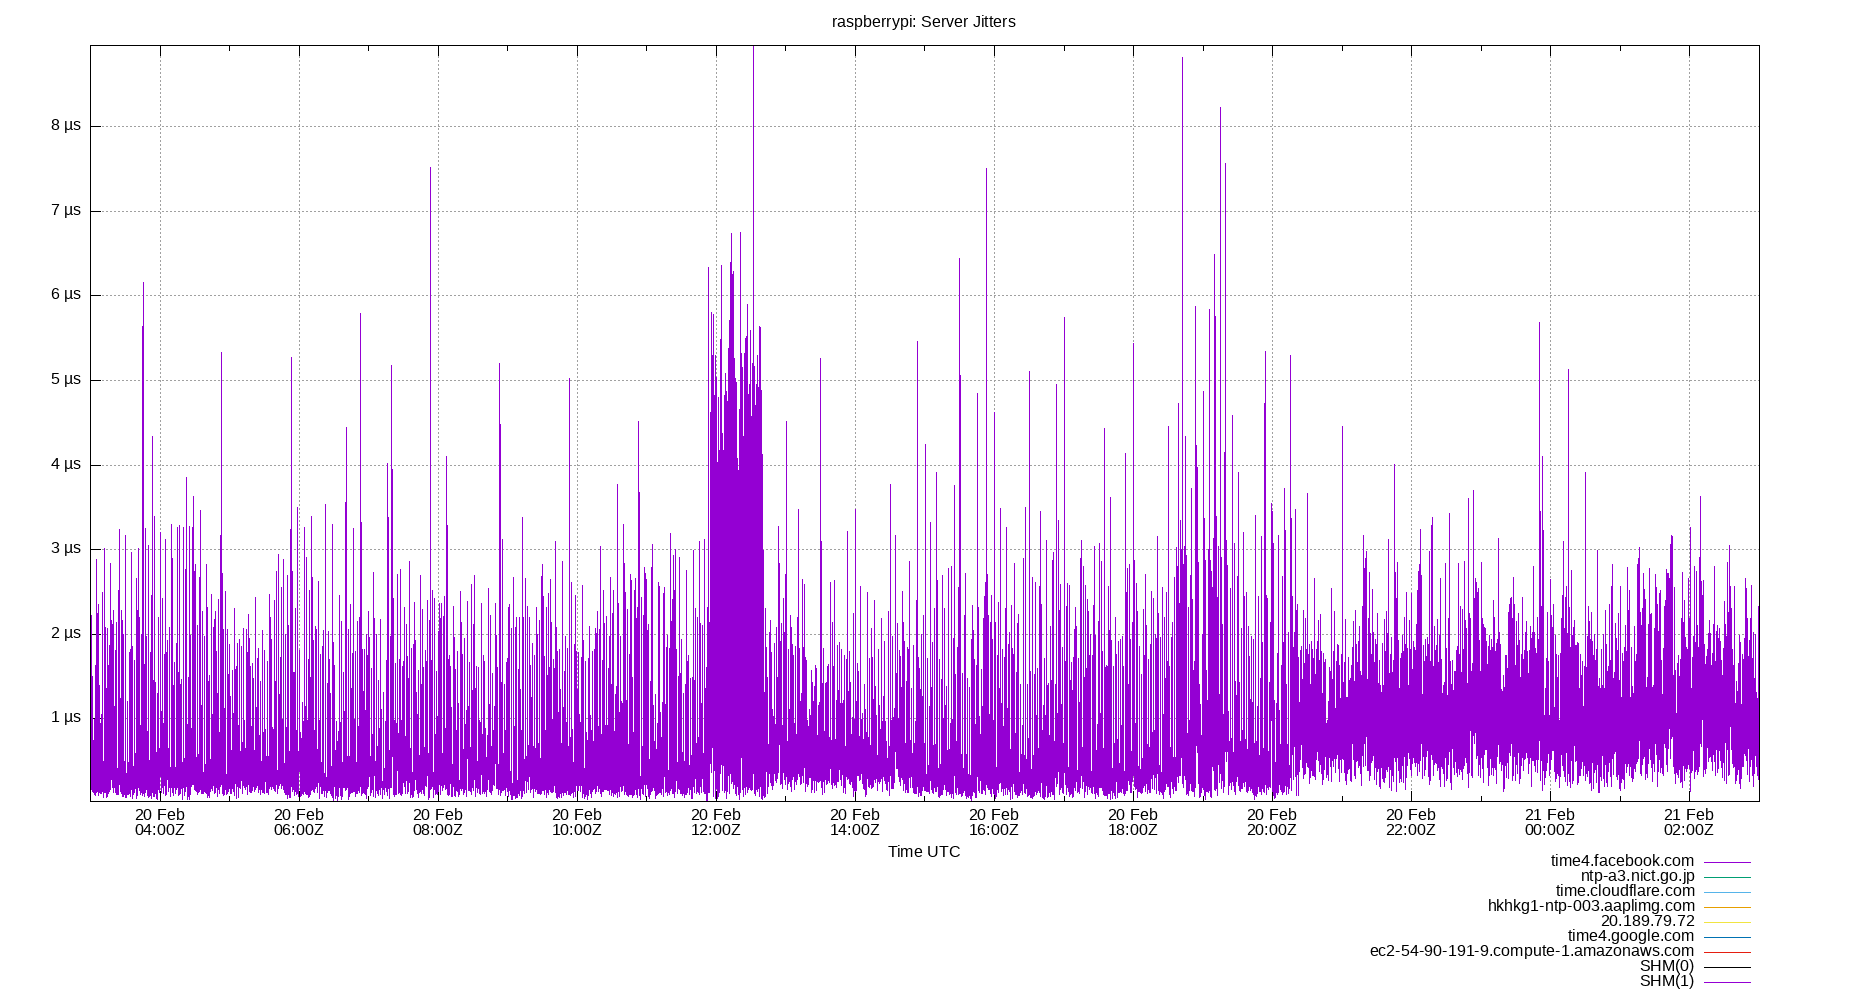 raspberrypi: Server Jitters
8 µs
7 µs
6 µs
5 µs
4 µs
3 µs
2 µs
1 µs
20 Feb 20 Feb 20 Feb 20 Feb 20 Feb 20 Feb 20 Feb 20 Feb 20 Feb 20 Feb 21 Feb 21 Feb
04:00Z 06:00Z 08:00Z 10:00Z 12:00Z 14:00Z 16:00Z 18:00Z 20:00Z 22:00Z 00:00Z 02:00Z
Time UTC
time4.facebook.com
ntp-a3.nict.go.jp
time.cloudflare.com
hkhkg1-ntp-003.aaplimg.com
20.189.79.72
time4.google.com
ec2-54-90-191-9.compute-1.amazonaws.com
SHM(0)
SHM(1)